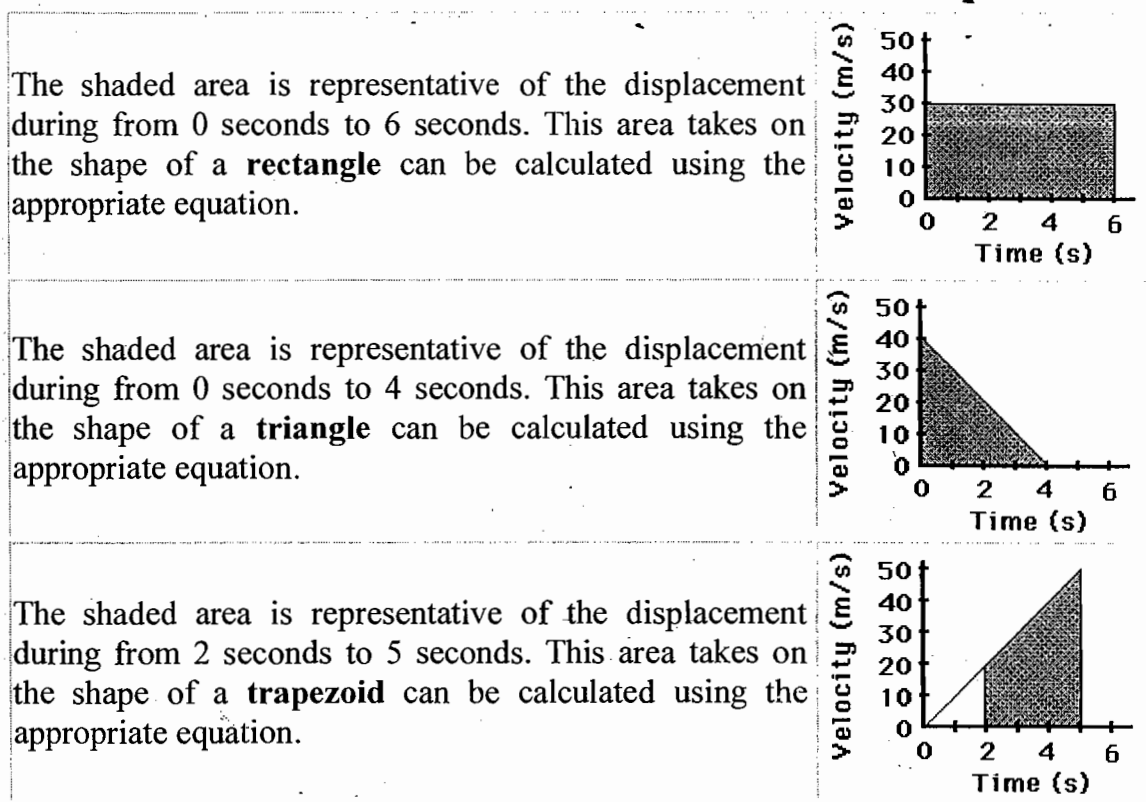 The shaded area is representative of the displacement
during from 0 seconds to 6 seconds. This area takes on
the shape of a rectangle can be calculated using the
appropriate equation.
Velocity (m/s)
50
40
30
20
10
0
0 2 4 6
Time (s)
The shaded area is representative of the displacement
during from 0 seconds to 4 seconds. This area takes on
the shape of a triangle can be calculated using the
appropriate equation.
Velocity (m/s)
50
40
30
20
10
0
0 2 4 6
Time (s)
The shaded area is representative of the displacement
during from 2 seconds to 5 seconds. This area takes on
the shape of a trapezoid can be calculated using the
appropriate equation.
Velocity (m/s)
50
40
30
20
10
0
0 2 4 6
Time (s)